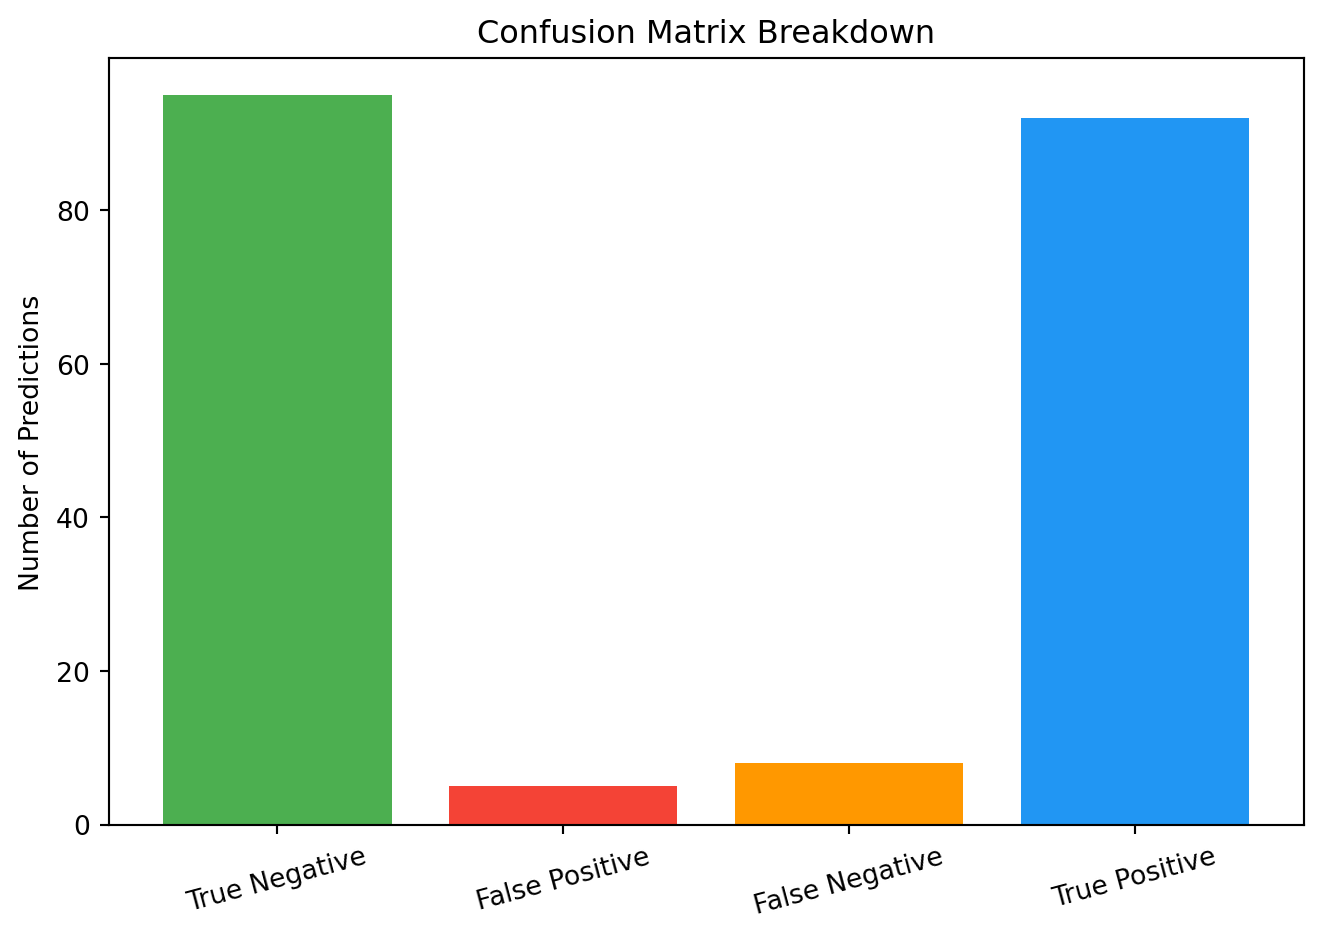 Confusion Matrix Breakdown
Number of Predictions
80
60
40
20
0
True Negative
False Positive
False Negative
True Positive